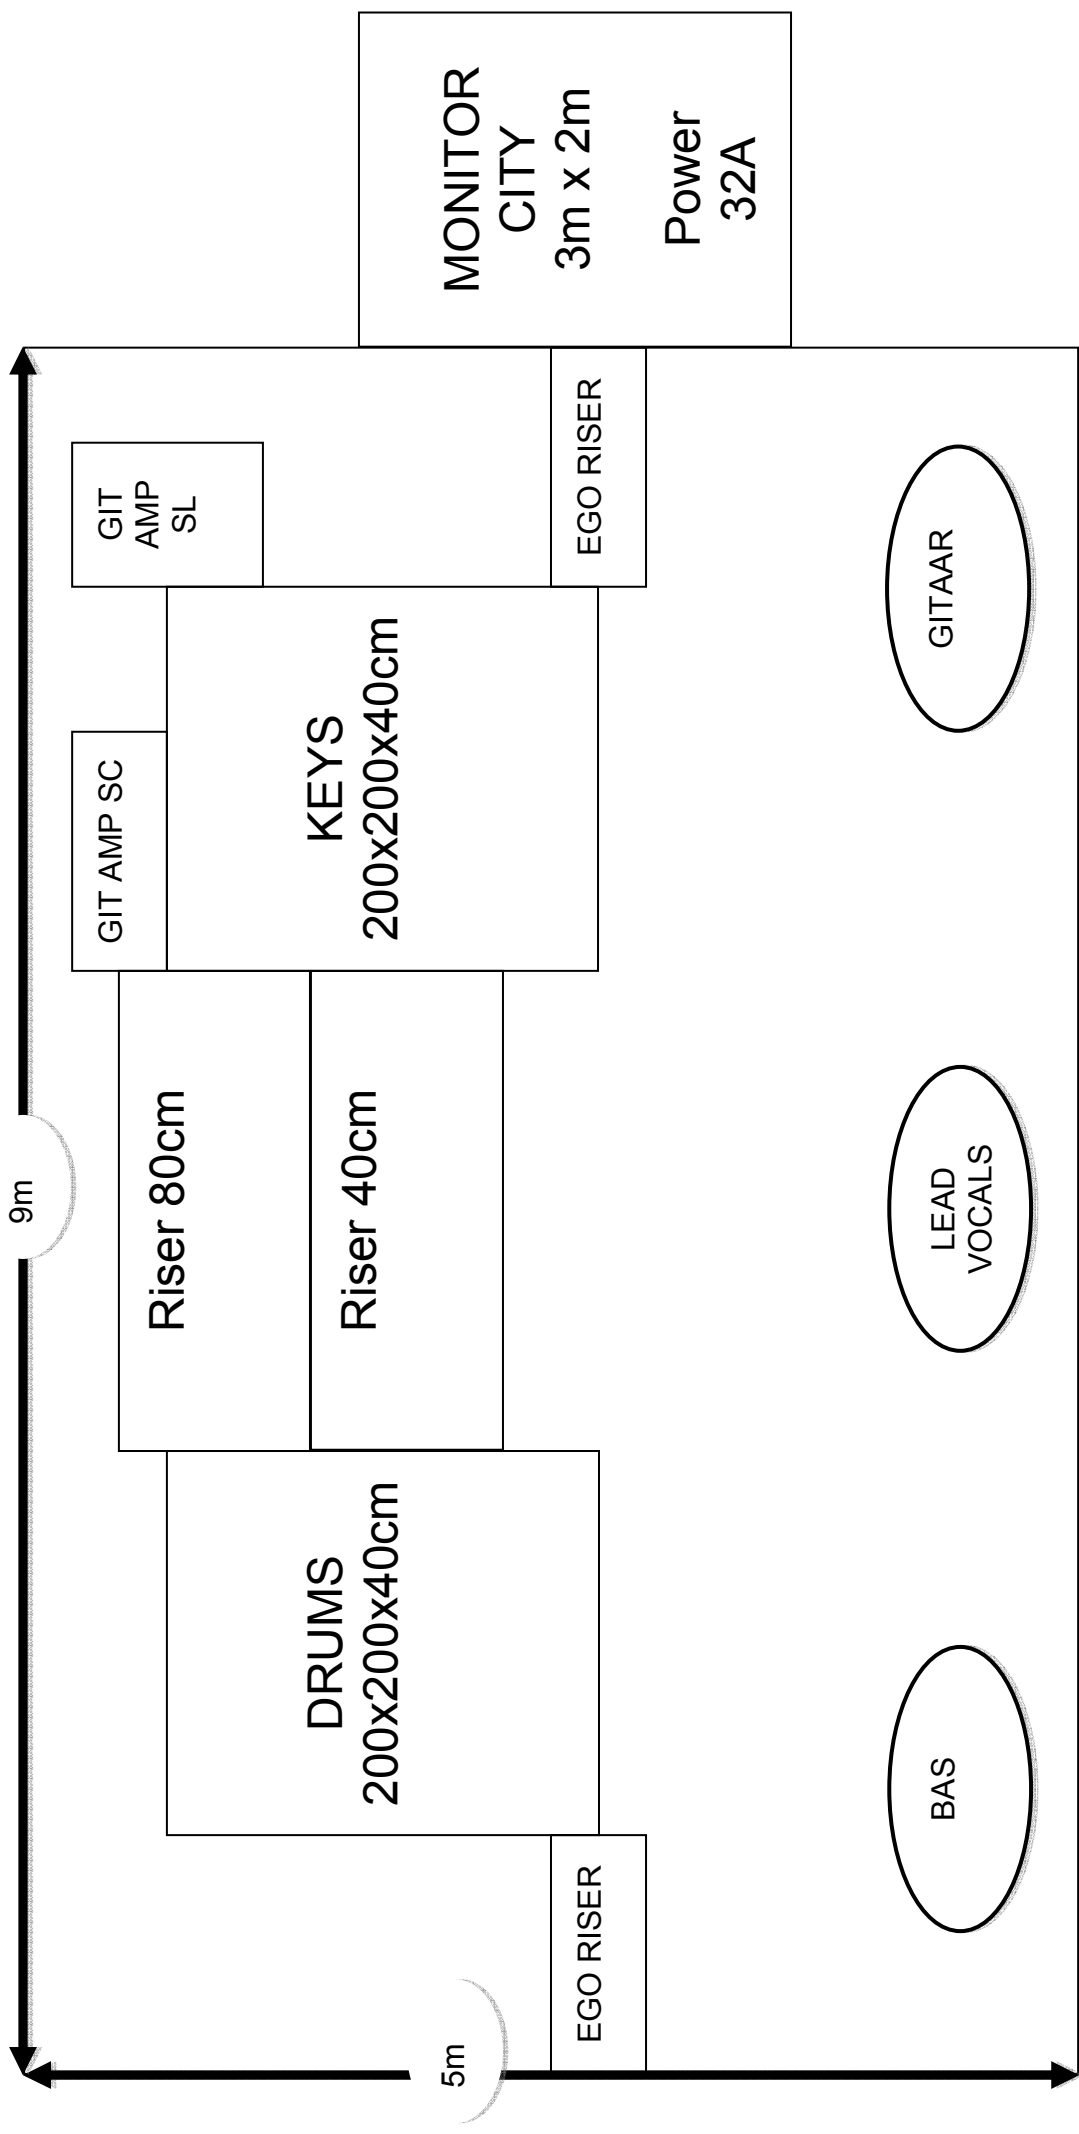 9m
GIT AMP SC
GIT
AMP
SL
Riser 80cm
DRUMS
200x200x40cm
Riser 40cm
KEYS
200x200x40cm
MONITOR
CITY
3m x 2m
Power
32A
5m
EGO RISER
EGO RISER
BAS
LEAD
VOCALS
GITAAR